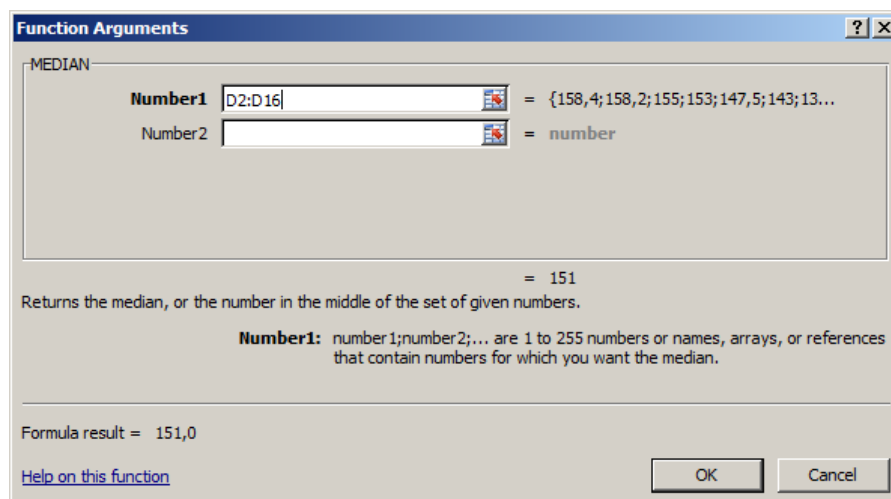 Function Arguments
MEDIAN
Number1 D2:D16 = {158,4;158,2;155;153;147,5;143;13...
Number2 = number
= 151
Returns the median, or the number in the middle of the set of given numbers.
Number1: number1;number2;... are 1 to 255 numbers or names, arrays, or references
that contain numbers for which you want the median.
Formula result = 151,0
Help on this function
OK
Cancel